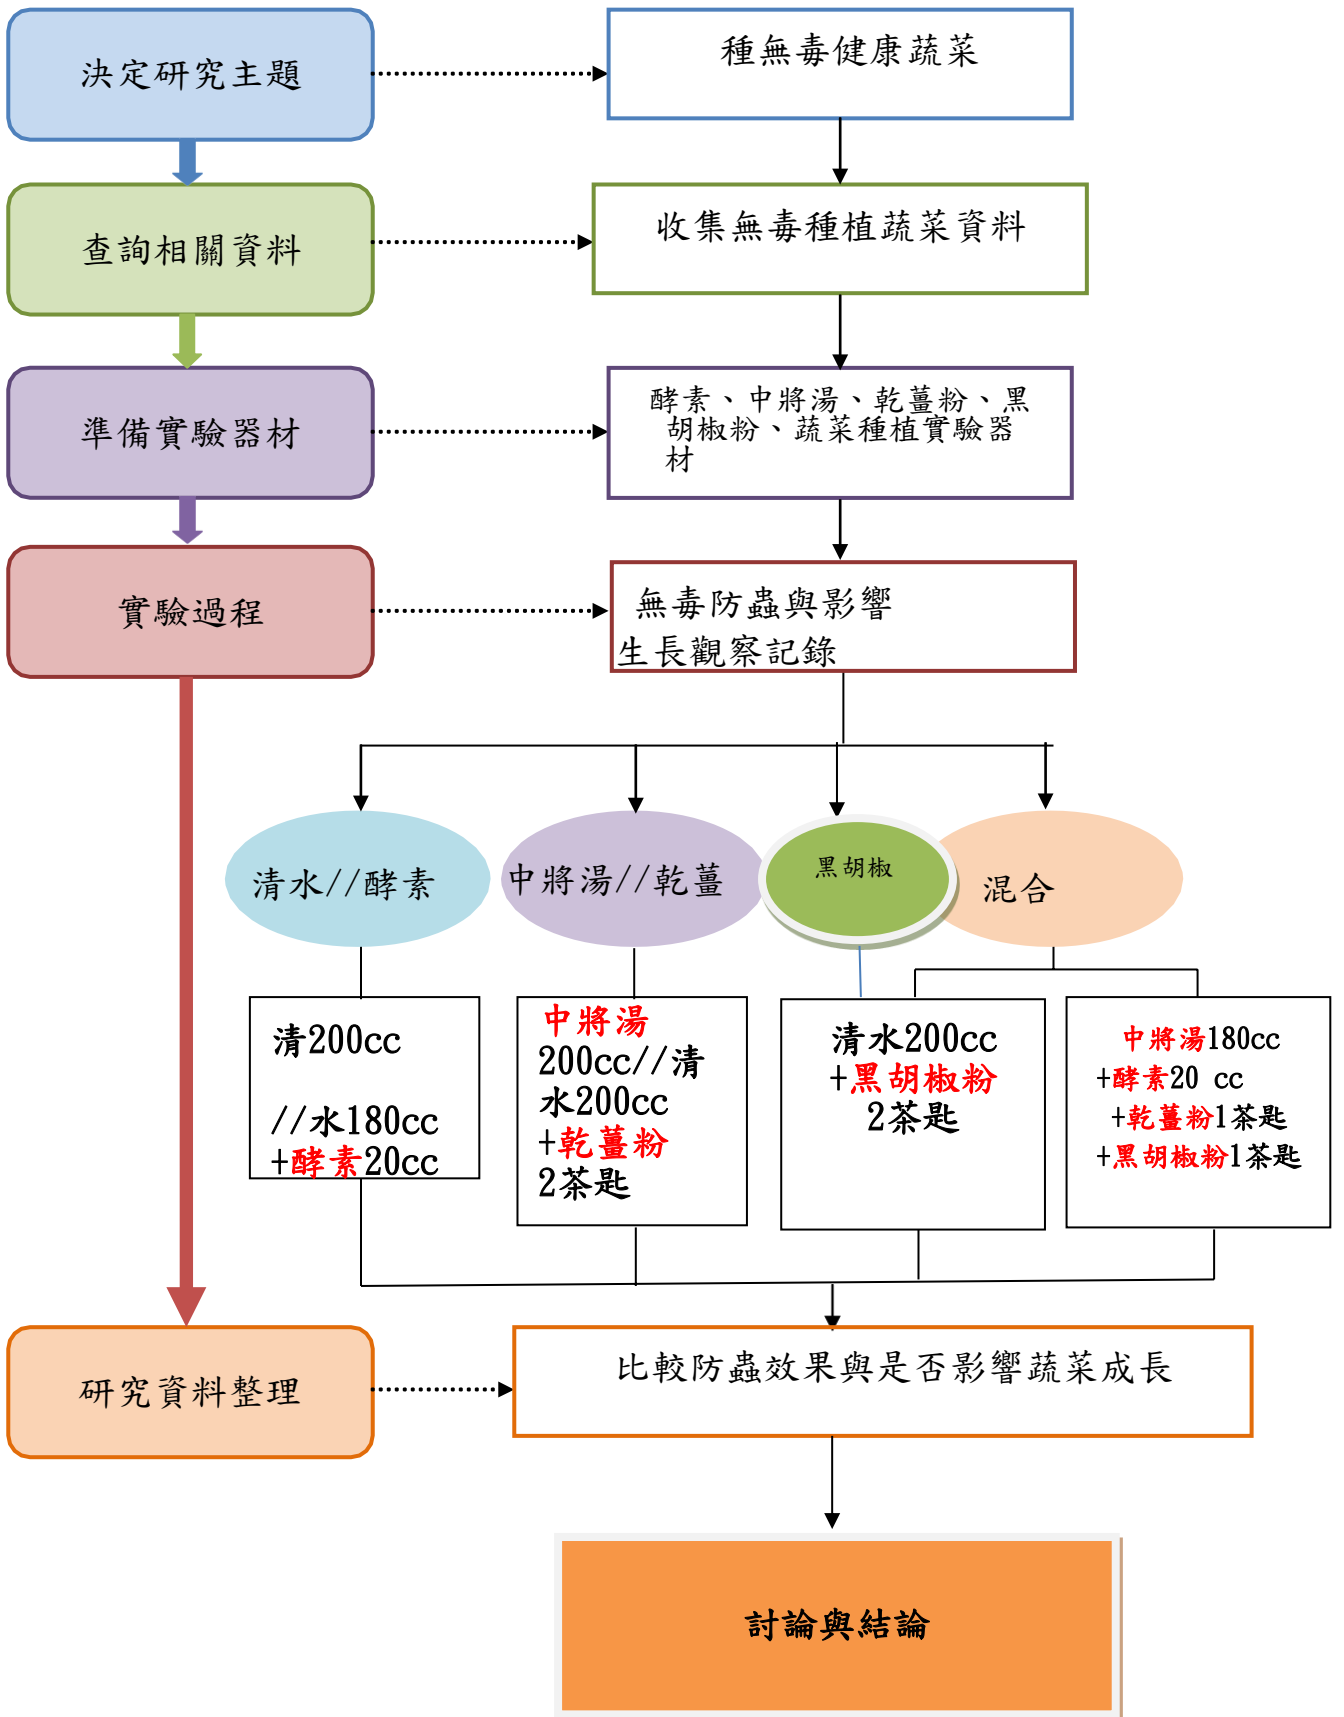 決定研究主題
種無毒健康蔬菜
查詢相關資料
收集無毒種植蔬菜資料
準備實驗器材
酵素、中將湯、乾薑粉、黑
胡椒粉、蔬菜種植實驗器
材
實驗過程
無毒防蟲與影響
生長觀察記錄
清水//酵素
中將湯//乾薑
黑胡椒
混合
清200cc
//水180cc
+酵素20cc
中將湯
200cc//清
水200cc
+乾薑粉
2茶匙
清水200cc
+黑胡椒粉
2茶匙
中將湯180cc
+酵素20 cc
+乾薑粉1茶匙
+黑胡椒粉1茶匙
研究資料整理
比較防蟲效果與是否影響蔬菜成長
討論與結論